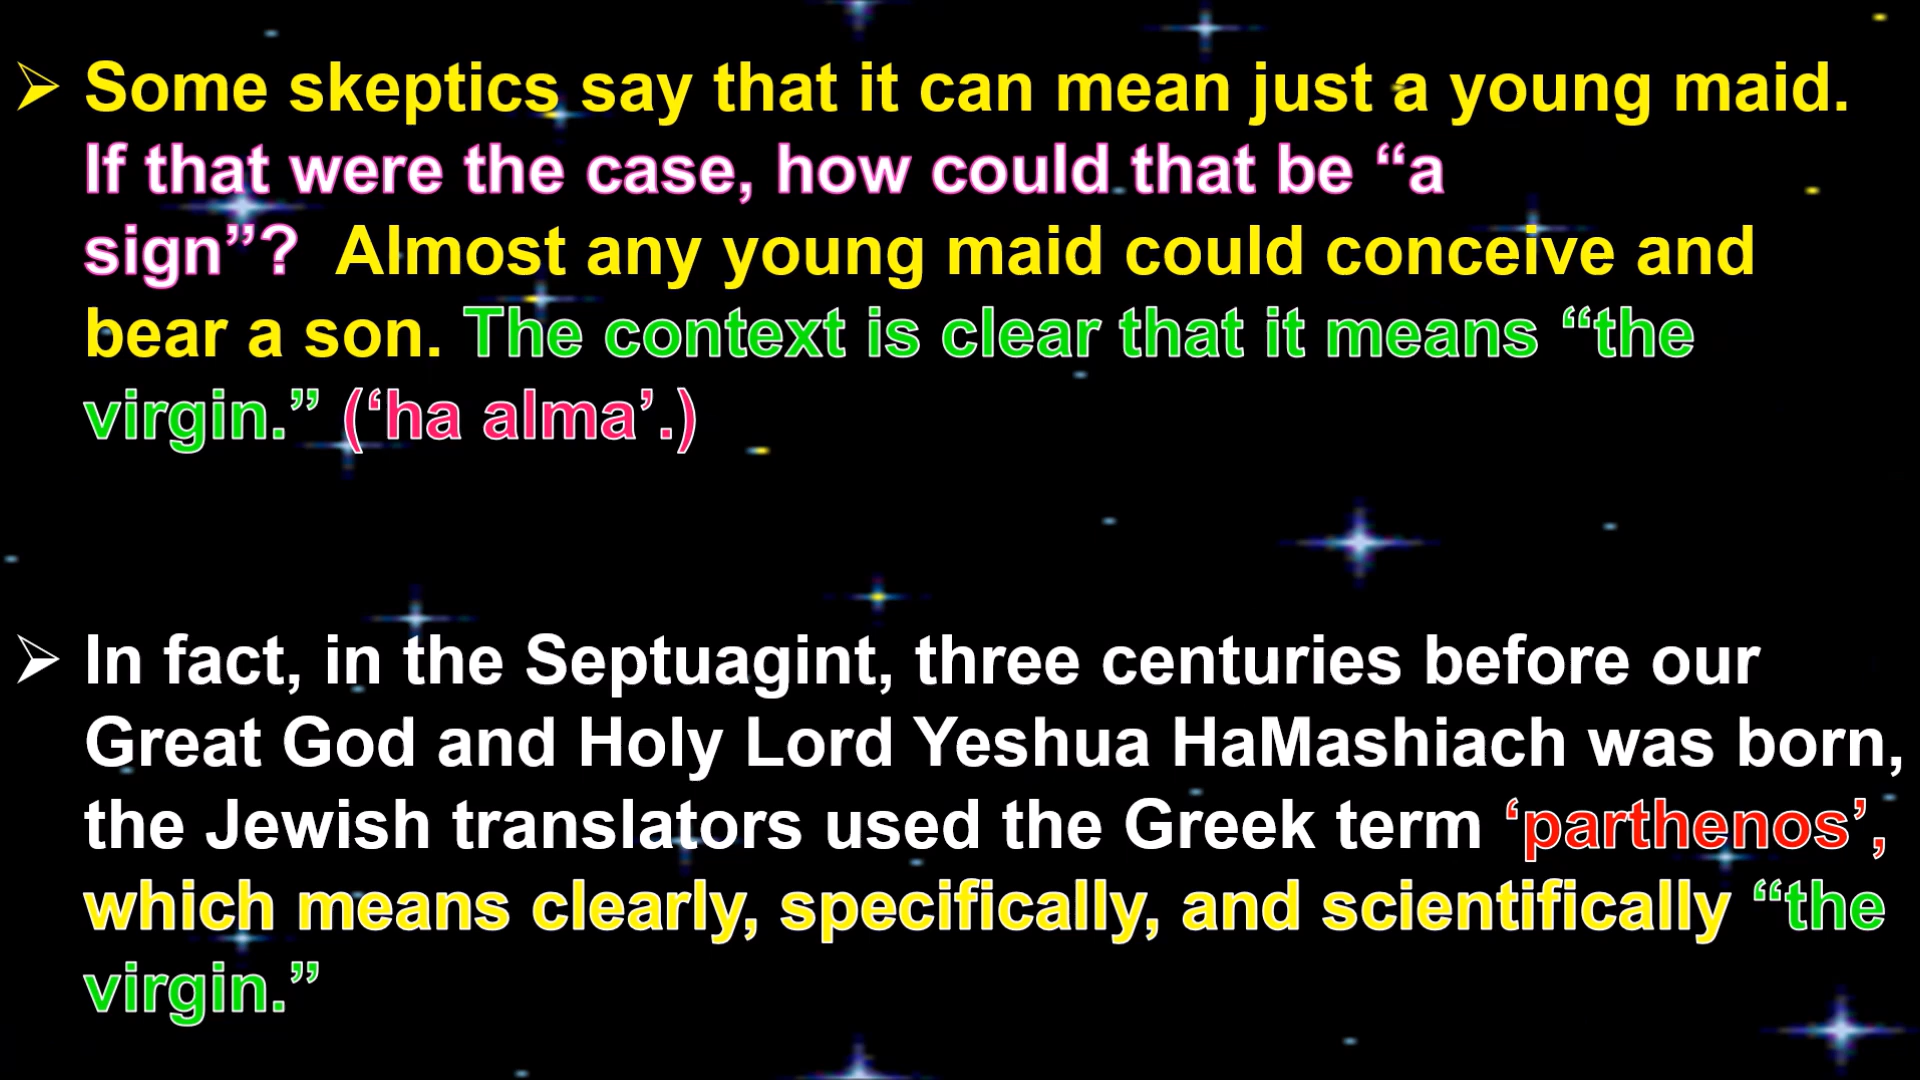 ➢ Some skeptics say that it can mean just a young maid.
If that were the case, how could that be “a
sign”? Almost any young maid could conceive and
bear a son. The context is clear that it means “the
virgin.” (‘ha alma’.)
➢ In fact, in the Septuagint, three centuries before our
Great God and Holy Lord Yeshua HaMashiach was born,
the Jewish translators used the Greek term ‘parthenos’,
which means clearly, specifically, and scientifically “the
virgin.”